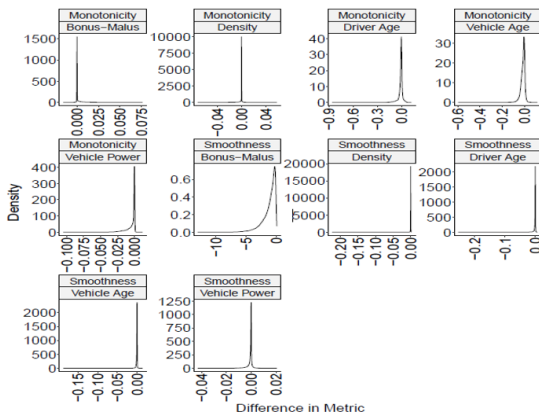 Monotonicity Monotonicity Monotonicity Monotonicity
Bonus−Malus Density Driver Age Vehicle Age
1500 1000 500 0
10000 7500 5000 2500 0
40 30 20 10 0
30 20 10 0
0.000 0.025 0.050 0.075
−0.04 0.00 0.04
−0.9 −0.6 −0.3 0.0
−0.6 −0.4 −0.2 0.0
Monotonicity Smoothness Smoothness Smoothness
Vehicle Power Bonus−Malus Density Driver Age
Density
400 300 200 100 0
0.6 0.4 0.2 0.0
20000 15000 10000 5000 0
2000 1500 1000 500 0
−0.100 −0.075 −0.050 −0.025 0.000
−10 −5 0
−0.20 −0.15 −0.10 −0.05 0.00
−0.2 −0.1 0.0
Smoothness Smoothness
Vehicle Age Vehicle Power
2000 1500 1000 500 0
1250 1000 750 500 250 0
−0.15 −0.10 −0.05 0.00
−0.04 −0.02 0.00 0.02
Difference in Metric